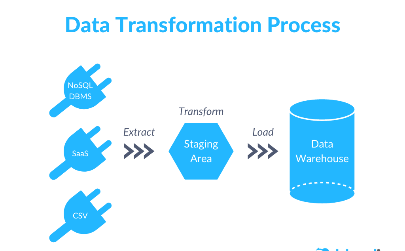 Data Transformation Process
NoSQL
DBMS
SaaS
CSV
Extract
Transform
Staging
Area
Load
Data
Warehouse